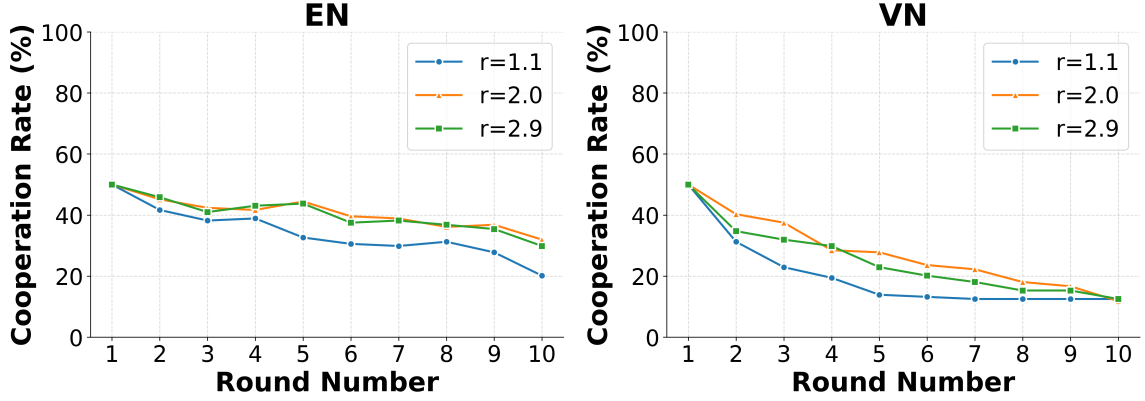 EN
Cooperation Rate (%)
100
80
60
40
20
0
r=1.1
r=2.0
r=2.9
1 2 3 4 5 6 7 8 9 10
Round Number
VN
Cooperation Rate (%)
100
80
60
40
20
0
r=1.1
r=2.0
r=2.9
1 2 3 4 5 6 7 8 9 10
Round Number